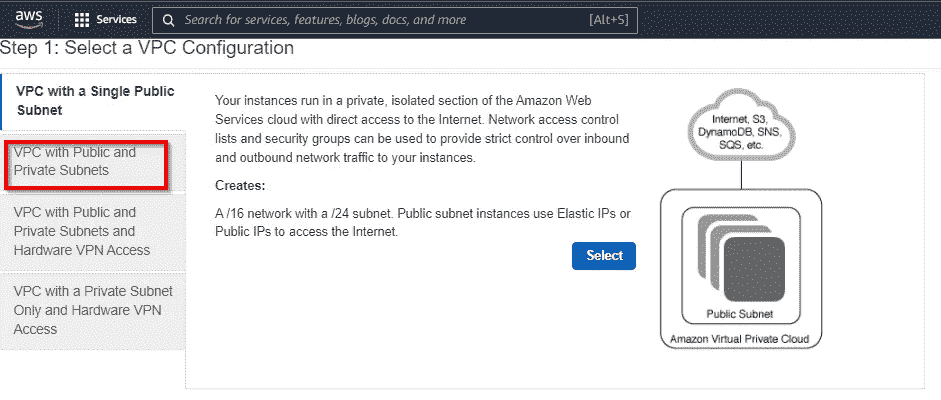 aws
Services
Search for services, features, blogs, docs, and more
[Alt+S]
Step 1: Select a VPC Configuration
VPC with a Single Public
Subnet
VPC with Public and
Private Subnets
VPC with Public and
Private Subnets and
Hardware VPN Access
VPC with a Private Subnet
Only and Hardware VPN
Access
Your instances run in a private, isolated section of the Amazon Web
Services cloud with direct access to the Internet. Network access control
lists and security groups can be used to provide strict control over inbound
and outbound network traffic to your instances.
Creates:
A /16 network with a /24 subnet. Public subnet instances use Elastic IPs or
Public IPs to access the Internet.
Select
Internet, S3,
DynamoDB, SNS,
SQS, etc.
Public Subnet
Amazon Virtual Private Cloud